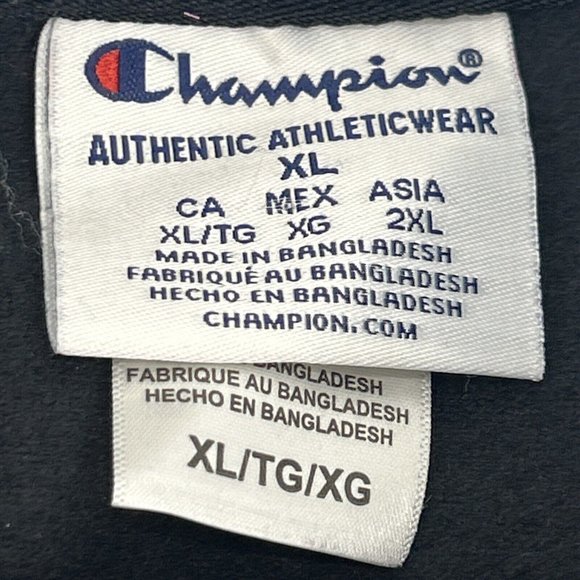 Champion®
AUTHENTIC ATHLETICWEAR
XL
CA MEX ASIA
XL/TG XG 2XL
MADE IN BANGLADESH
FABRIQUÉ AU BANGLADESH
HECHO EN BANGLADESH
CHAMPION.COM
BANGLADESH
FABRIQUE AU BANGLADESH
HECHO EN BANGLADESH
XL/TG/XG